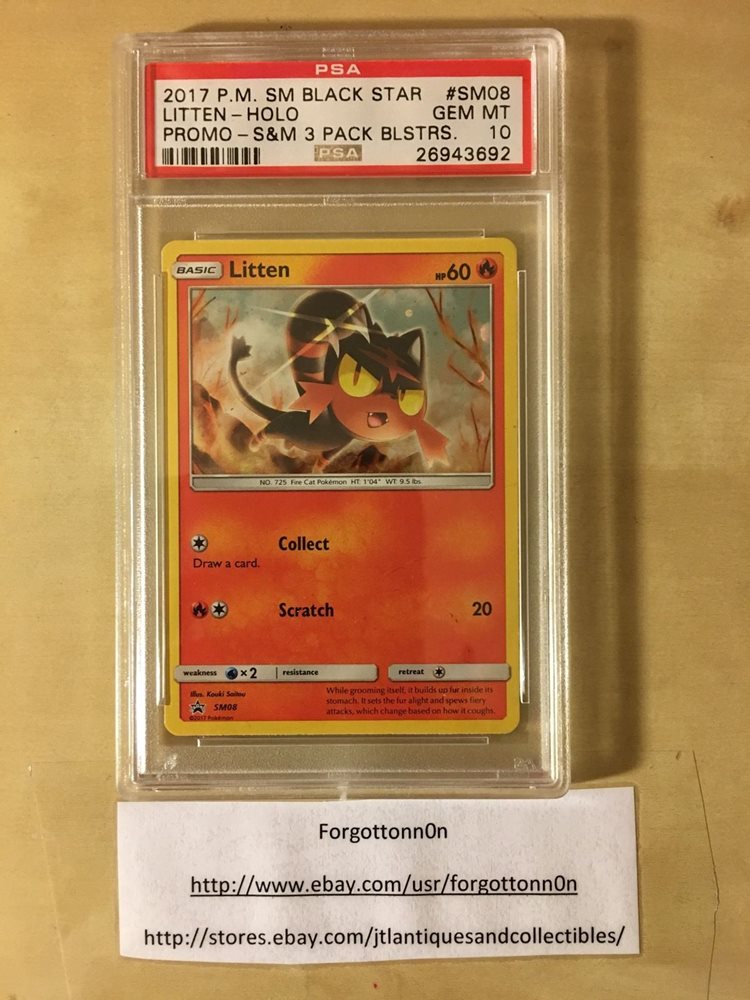 PSA
2017 P.M. SM BLACK STAR #SM08
LITTEN - HOLO GEM MT
PROMO - S&M 3 PACK BLSTRS. 10
PSA 26943692
BASIC Litten HP60
NO. 725 Fire Cat Pokémon HT: 1'04" WT: 9.5 lbs.
Collect
Draw a card.
Scratch 20
weakness ×2 resistance retreat
Illus. Kouki Saitou
SM08
©2017 Pokémon
While grooming itself, it builds up fur inside its
stomach. It sets the fur alight and spews fiery
attacks, which change based on how it coughs.
Forgottonn0n
http://www.ebay.com/usr/forgottonn0n
http://stores.ebay.com/jtlantiquesandcollectibles/